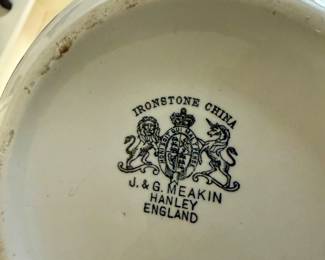 IRONSTONE CHINA
J. & G. MEAKIN
HANLEY
ENGLAND